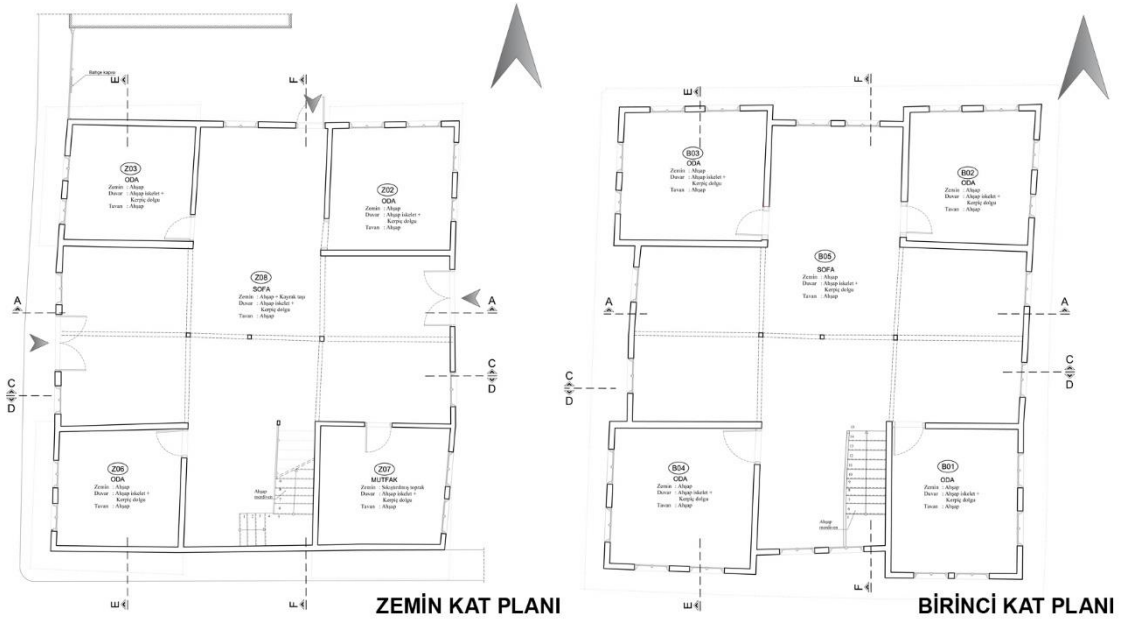 Bahçe kapısı
E
F
Z03
ODA
Zemin : Ahşap
Duvar : Ahşap iskelet +
Kerpiç dolgu
Tavan : Ahşap
Z02
ODA
Zemin : Ahşap
Duvar : Ahşap iskelet +
Kerpiç dolgu
Tavan : Ahşap
Z08
SOFA
Zemin : Ahşap + Kayrak taşı
Duvar : Ahşap iskelet +
Kerpiç dolgu
Tavan : Ahşap
A
A
C
D
C
D
Z06
ODA
Zemin : Ahşap
Duvar : Ahşap iskelet +
Kerpiç dolgu
Tavan : Ahşap
Ahşap
merdiven
Z07
MUTFAK
Zemin : Sıkıştırılmış toprak
Duvar : Ahşap iskelet +
Kerpiç dolgu
Tavan : Ahşap
E
F
ZEMİN KAT PLANI
E
F
B03
ODA
Zemin : Ahşap
Duvar : Ahşap iskelet +
Kerpiç dolgu
Tavan : Ahşap
B02
ODA
Zemin : Ahşap
Duvar : Ahşap iskelet +
Kerpiç dolgu
Tavan : Ahşap
B05
SOFA
Zemin : Ahşap
Duvar : Ahşap iskelet +
Kerpiç dolgu
Tavan : Ahşap
A
A
C
D
C
D
B04
ODA
Zemin : Ahşap
Duvar : Ahşap iskelet +
Kerpiç dolgu
Tavan : Ahşap
Ahşap
merdiven
B01
ODA
Zemin : Ahşap
Duvar : Ahşap iskelet +
Kerpiç dolgu
Tavan : Ahşap
E
F
BİRİNCİ KAT PLANI